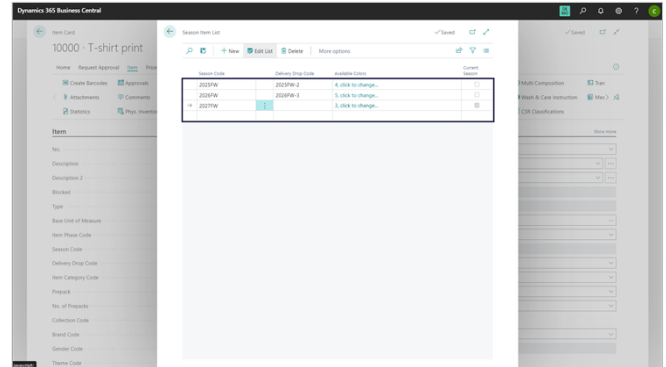 Dynamics 365 Business Central
Item Card
Season Item List
Saved
Saved
10000 · T-shirt print
+ New
Edit List
Delete
More options
Home
Request Approval
Item
Season Code
Delivery Drop Code
Available Colors
Current Season
Create Barcodes
Approvals
2025FW
2025FW-2
4, click to change...
Multi Composition
Attachments
Comments
2026FW
2026FW-3
5, click to change...
Wash & Care Instruction
Statistics
Phys. Inventor
2027FW
3, click to change...
CSR Classifications
Item
Show more
No.
Description
Description 2
Blocked
Type
Base Unit of Measure
Item Phase Code
Season Code
Delivery Drop Code
Item Category Code
Prepack
No. of Prepacks
Collection Code
Brand Code
Gender Code
Theme Code